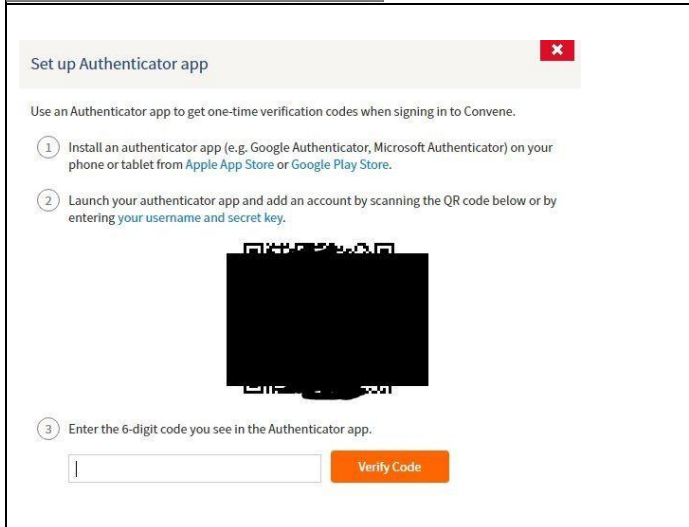 Set up Authenticator app
Use an Authenticator app to get one-time verification codes when signing in to Convene.
1 Install an authenticator app (e.g. Google Authenticator, Microsoft Authenticator) on your
phone or tablet from Apple App Store or Google Play Store.
2 Launch your authenticator app and add an account by scanning the QR code below or by
entering your username and secret key.
3 Enter the 6-digit code you see in the Authenticator app.
Verify Code